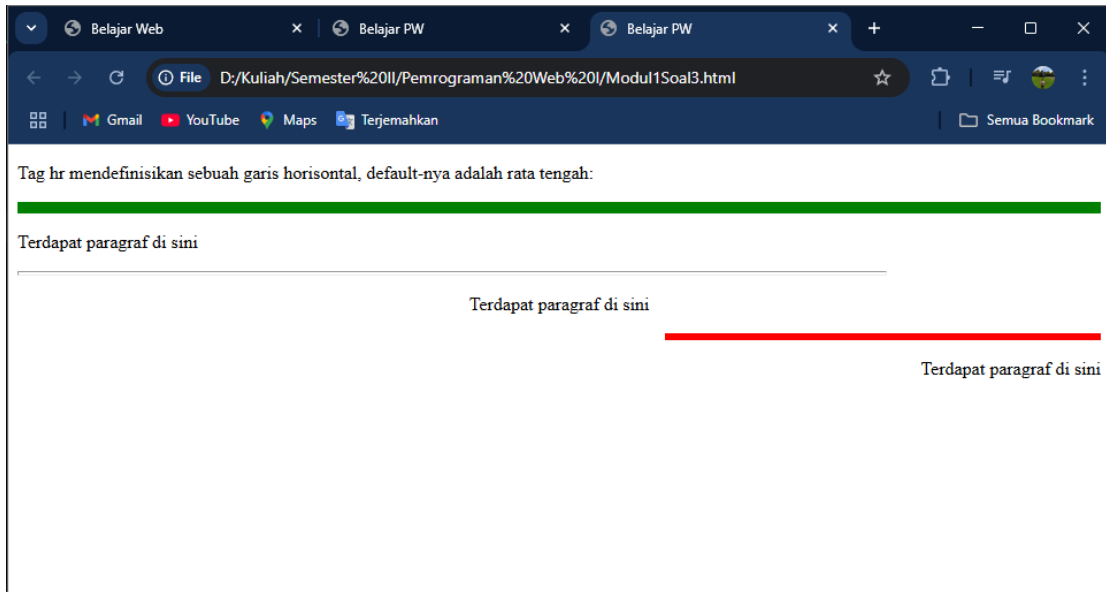 Belajar Web
Belajar PW
Belajar PW
File D:/Kuliah/Semester%20II/Pemrograman%20Web%20I/Modul1Soal3.html
Gmail YouTube Maps Terjemahkan Semua Bookmark
Tag hr mendefinisikan sebuah garis horisontal, default-nya adalah rata tengah:
Terdapat paragraf di sini
Terdapat paragraf di sini
Terdapat paragraf di sini